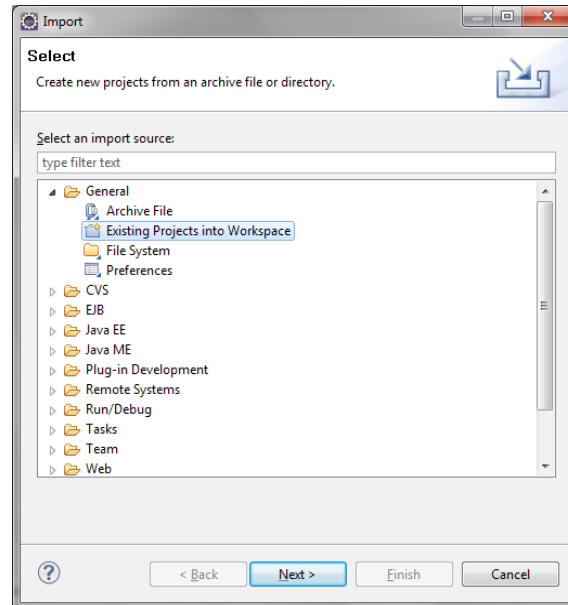 Import
Select
Create new projects from an archive file or directory.
Select an import source:
type filter text
General
Archive File
Existing Projects into Workspace
File System
Preferences
CVS
EJB
Java EE
Java ME
Plug-in Development
Remote Systems
Run/Debug
Tasks
Team
Web
? < Back Next > Finish Cancel